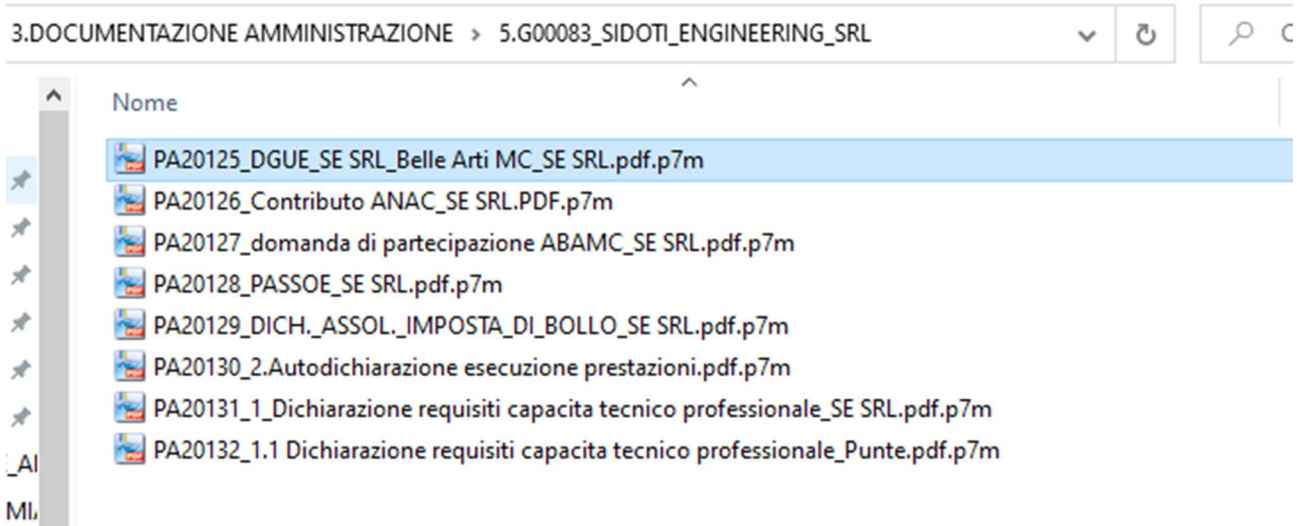 3.DOCUMENTAZIONE AMMINISTRAZIONE > 5.G00083_SIDOTI_ENGINEERING_SRL
Nome
PA20125_DGUE_SE SRL_Belle Arti MC_SE SRL.pdf.p7m
PA20126_Contributo ANAC_SE SRL.PDF.p7m
PA20127_domanda di partecipazione ABAMC_SE SRL.pdf.p7m
PA20128_PASSOE_SE SRL.pdf.p7m
PA20129_DICH._ASSOL._IMPOSTA_DI_BOLLO_SE SRL.pdf.p7m
PA20130_2.Autodichiarazione esecuzione prestazioni.pdf.p7m
PA20131_1_Dichiarazione requisiti capacita tecnico professionale_SE SRL.pdf.p7m
PA20132_1.1 Dichiarazione requisiti capacita tecnico professionale_Punte.pdf.p7m